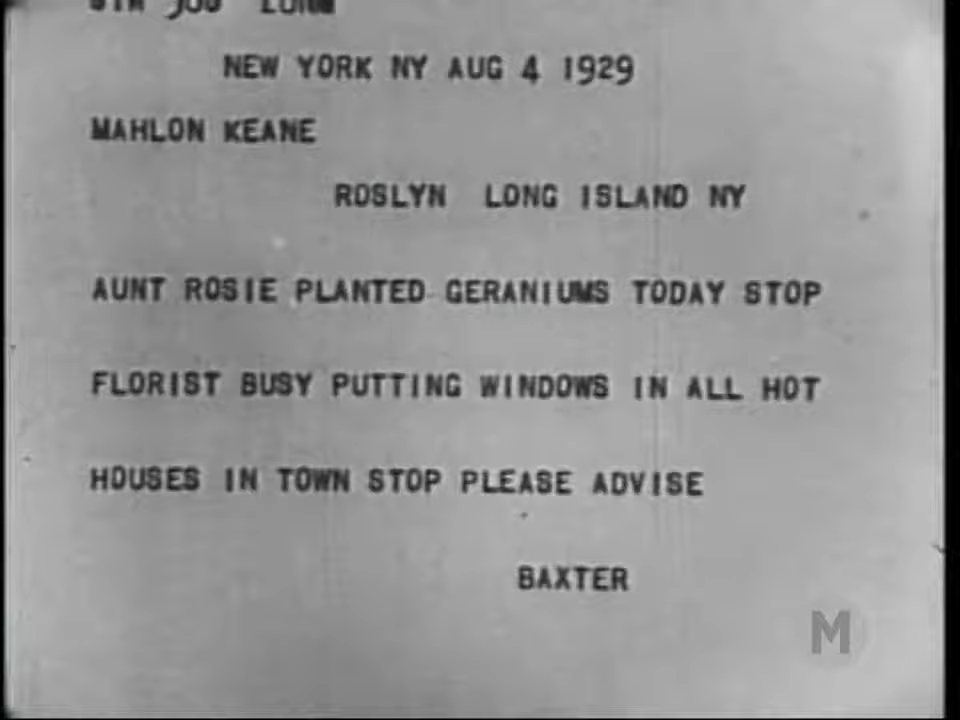 NEW YORK NY AUG 4 1929
MAHLON KEANE
ROSLYN LONG ISLAND NY
AUNT ROSIE PLANTED GERANIUMS TODAY STOP
FLORIST BUSY PUTTING WINDOWS IN ALL HOT
HOUSES IN TOWN STOP PLEASE ADVISE
BAXTER
M